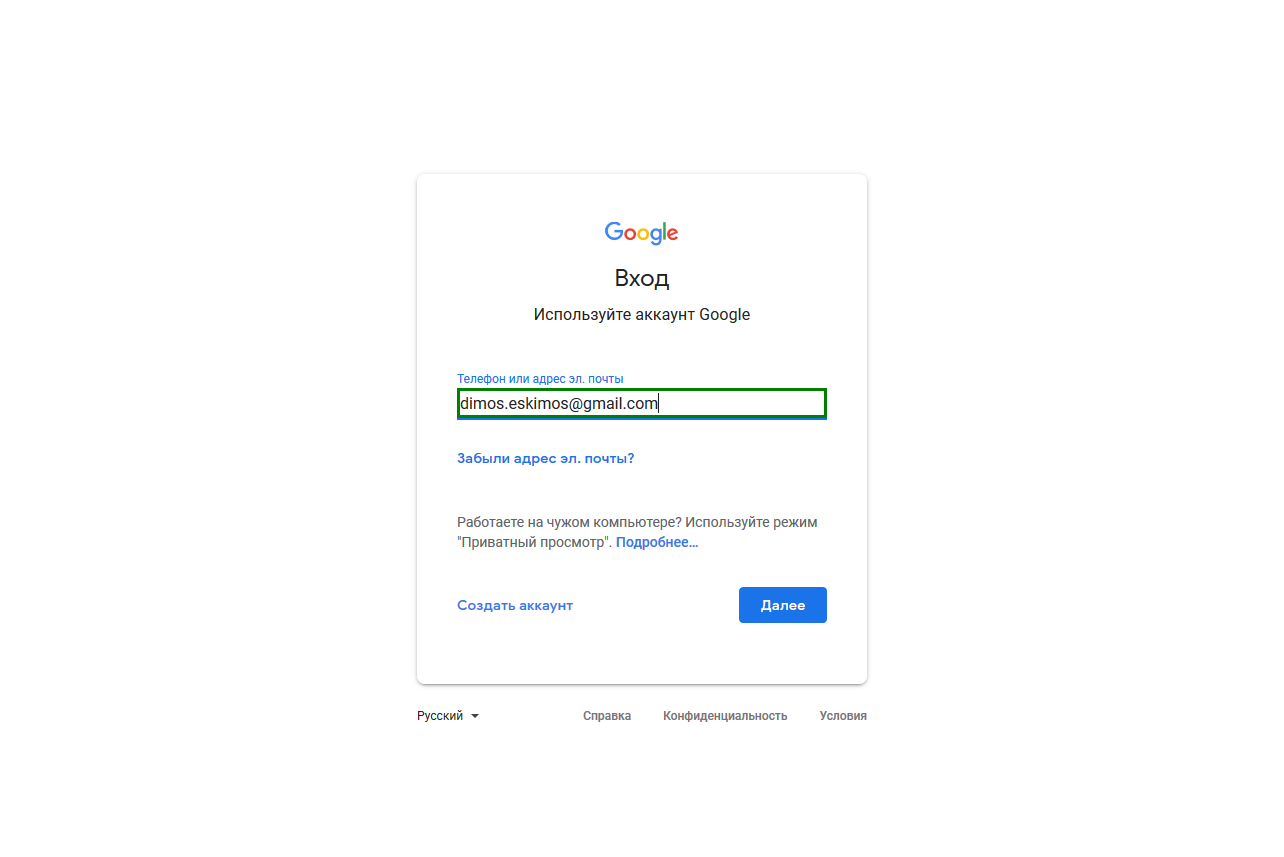 Google
Вход
Используйте аккаунт Google
Телефон или адрес эл. почты
dimos.eskimos@gmail.com
Забыли адрес эл. почты?
Работаете на чужом компьютере? Используйте режим
"Приватный просмотр". Подробнее…
Создать аккаунт Далее
Русский Справка Конфиденциальность Условия